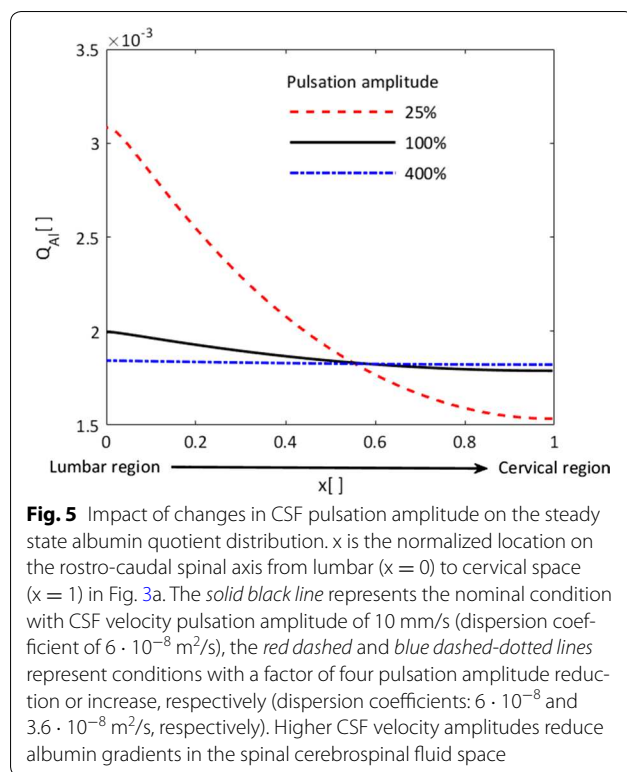 ×10⁻³
3.5
3
2.5
2
1.5
Q_Al[ ]
Pulsation amplitude
25%
100%
400%
0 0.2 0.4 0.6 0.8 1
Lumbar region Cervical region
x[ ]
Fig. 5 Impact of changes in CSF pulsation amplitude on the steady
state albumin quotient distribution. x is the normalized location on
the rostro-caudal spinal axis from lumbar (x = 0) to cervical space
(x = 1) in Fig. 3a. The solid black line represents the nominal condition
with CSF velocity pulsation amplitude of 10 mm/s (dispersion coef-
ficient of 6 · 10⁻⁸ m²/s), the red dashed and blue dashed-dotted lines
represent conditions with a factor of four pulsation amplitude reduc-
tion or increase, respectively (dispersion coefficients: 6 · 10⁻⁸ and
3.6 · 10⁻⁸ m²/s, respectively). Higher CSF velocity amplitudes reduce
albumin gradients in the spinal cerebrospinal fluid space